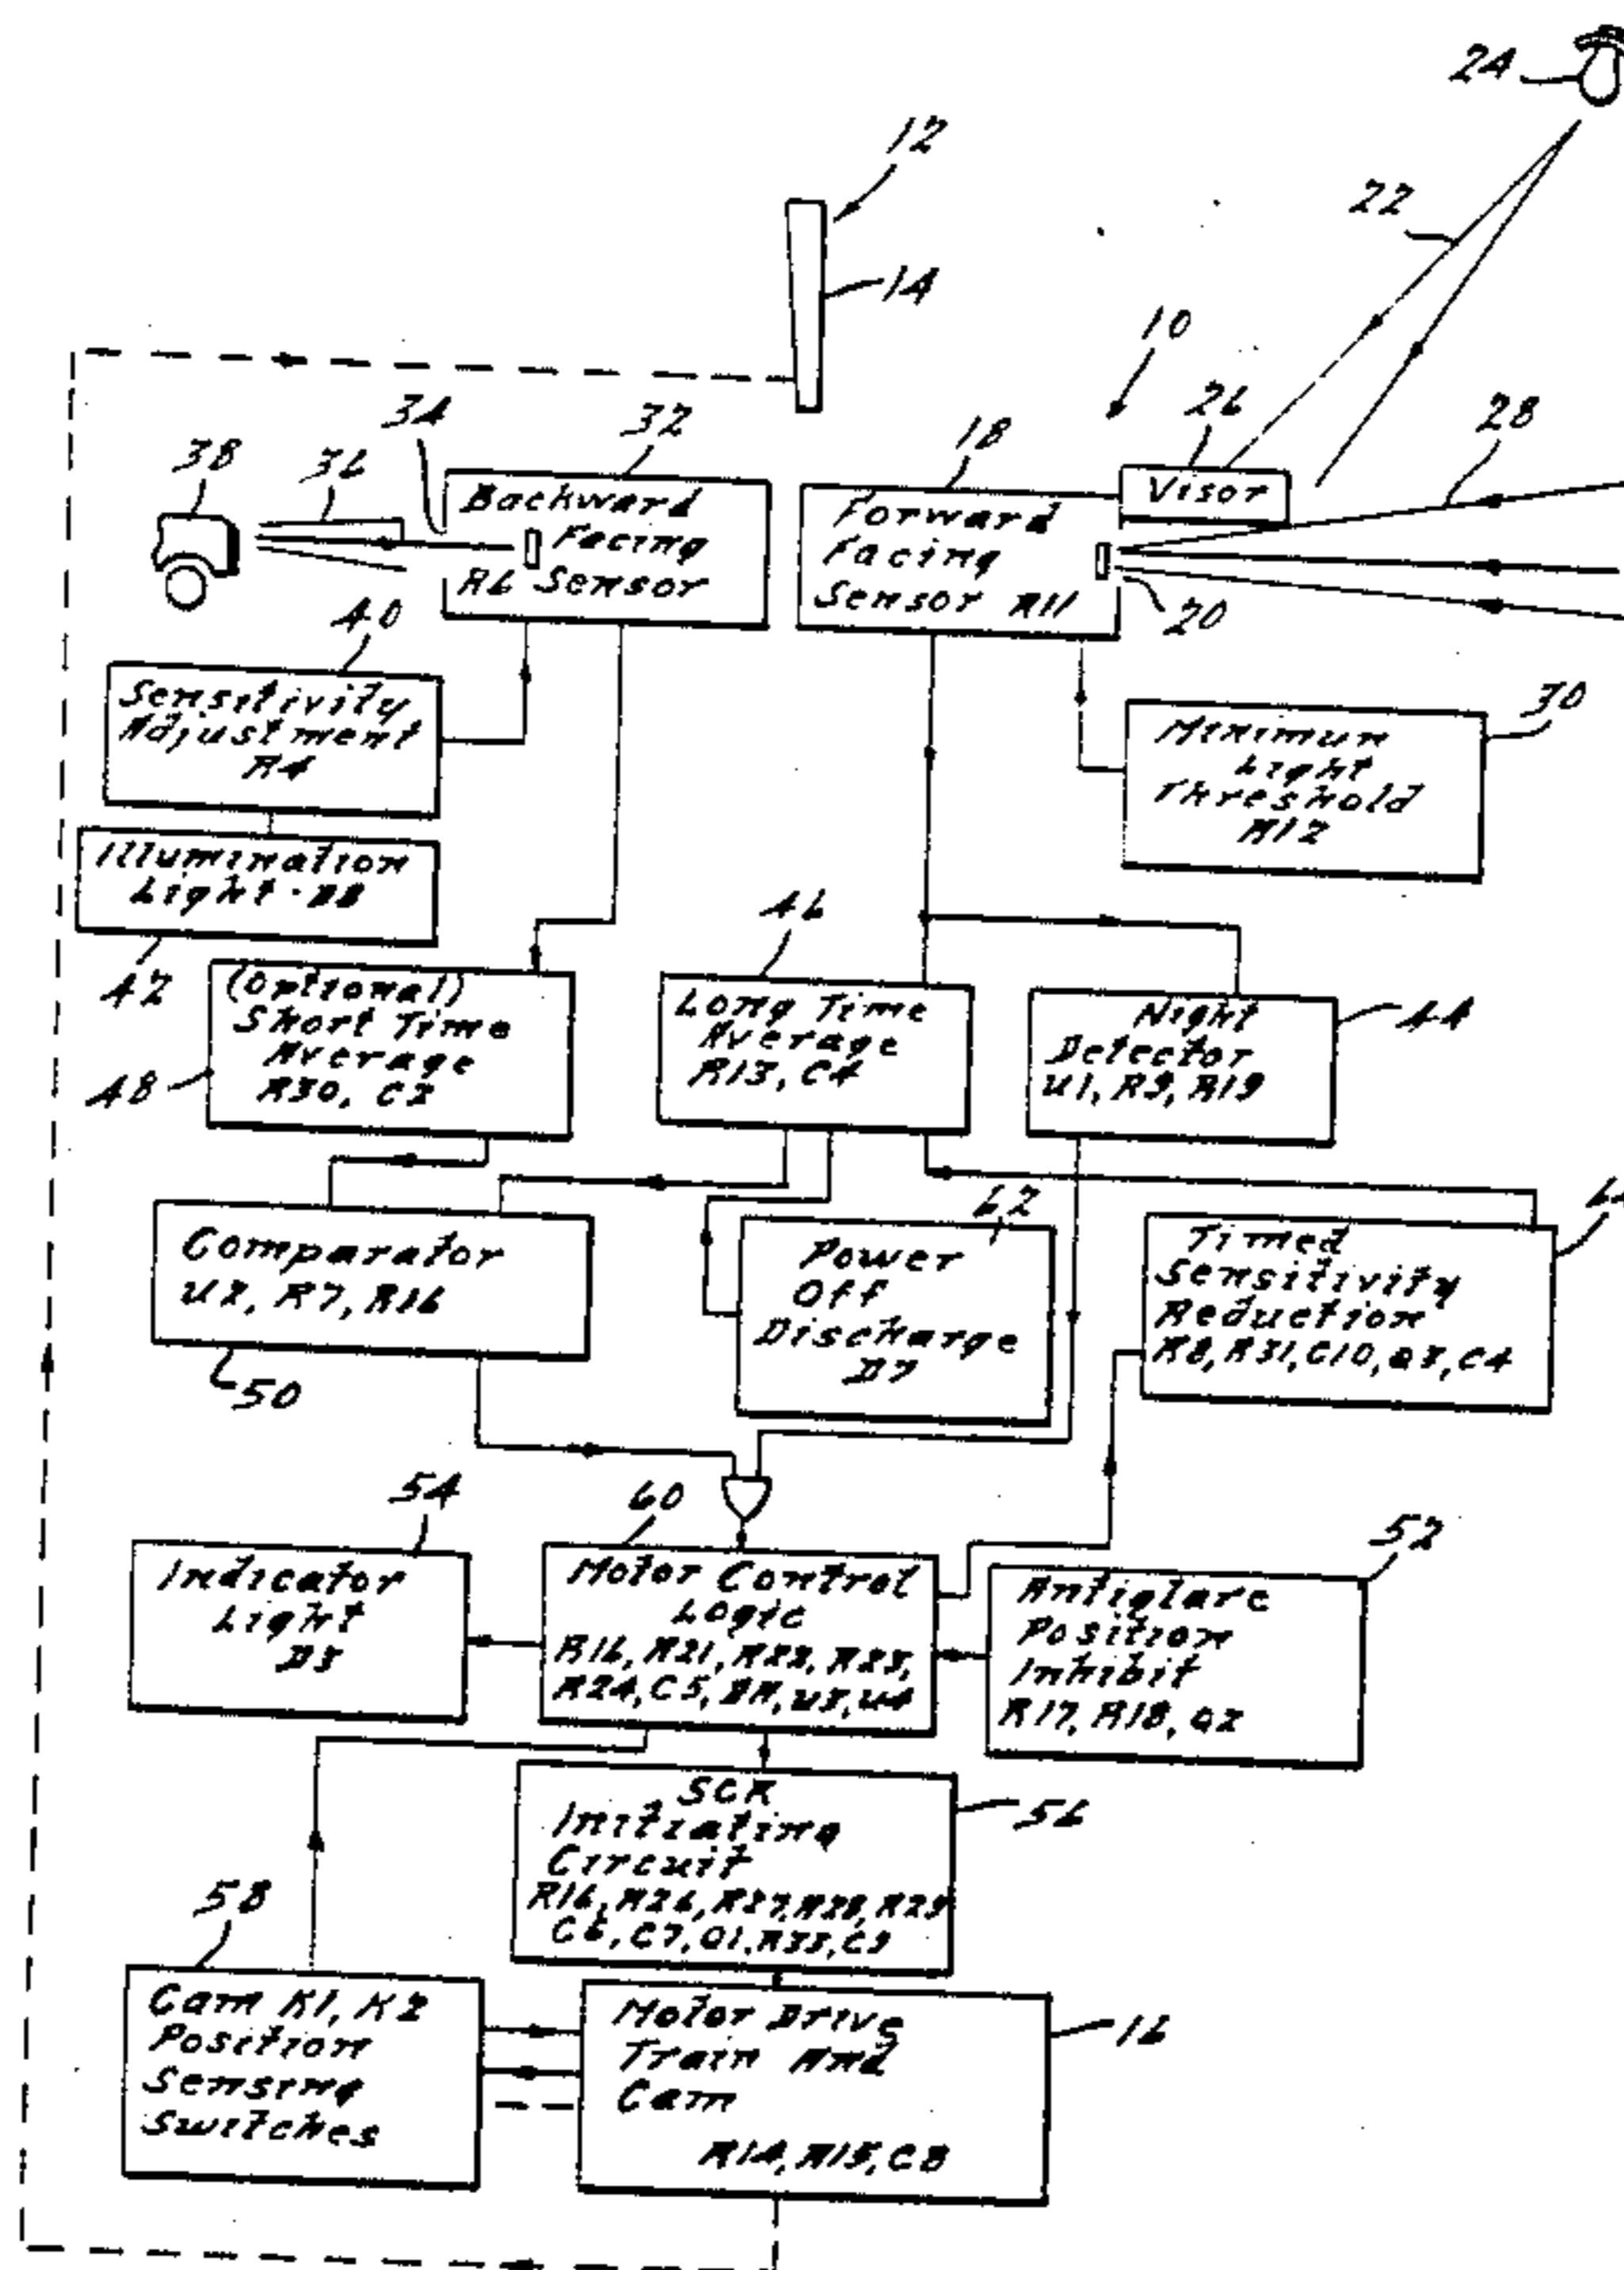 24
12
22
14
10
26
28
34
32
18
38
36
Visor
Backward
Facing
R6 Sensor
Forward
Facing
Sensor R11
20
40
30
Sensitivity
Adjustment
R4
Minimun
Light
Threshold
R12
Illumination
Light
42
46
44
(Optional)
Short Time
Average
R30,
48
Long Time
Average
R13, C4
Night
Detector
U1, R9, R19
62
Comparator
U2, R7, R16
50
Power
Off
Discharge
D7
Timed
Sensitivity
Reduction
R8, R31, C10, Q3, C4
54
60
52
Indicator
Light
D3
Motor Control
Logic
R16, R21, R22, R23,
R24, C5, U3, U4
Antiglare
Position
Inhibit
R17, R18, Q2
SCR
Initiating
Circuit
R16, R26, R27, R28, R29
C6, C7, Q1, R33, C9
56
58
Cam K1, K2
Position
Sensing
Switches
Motor Drive
Train And
Cam
R14, R15, C8
16